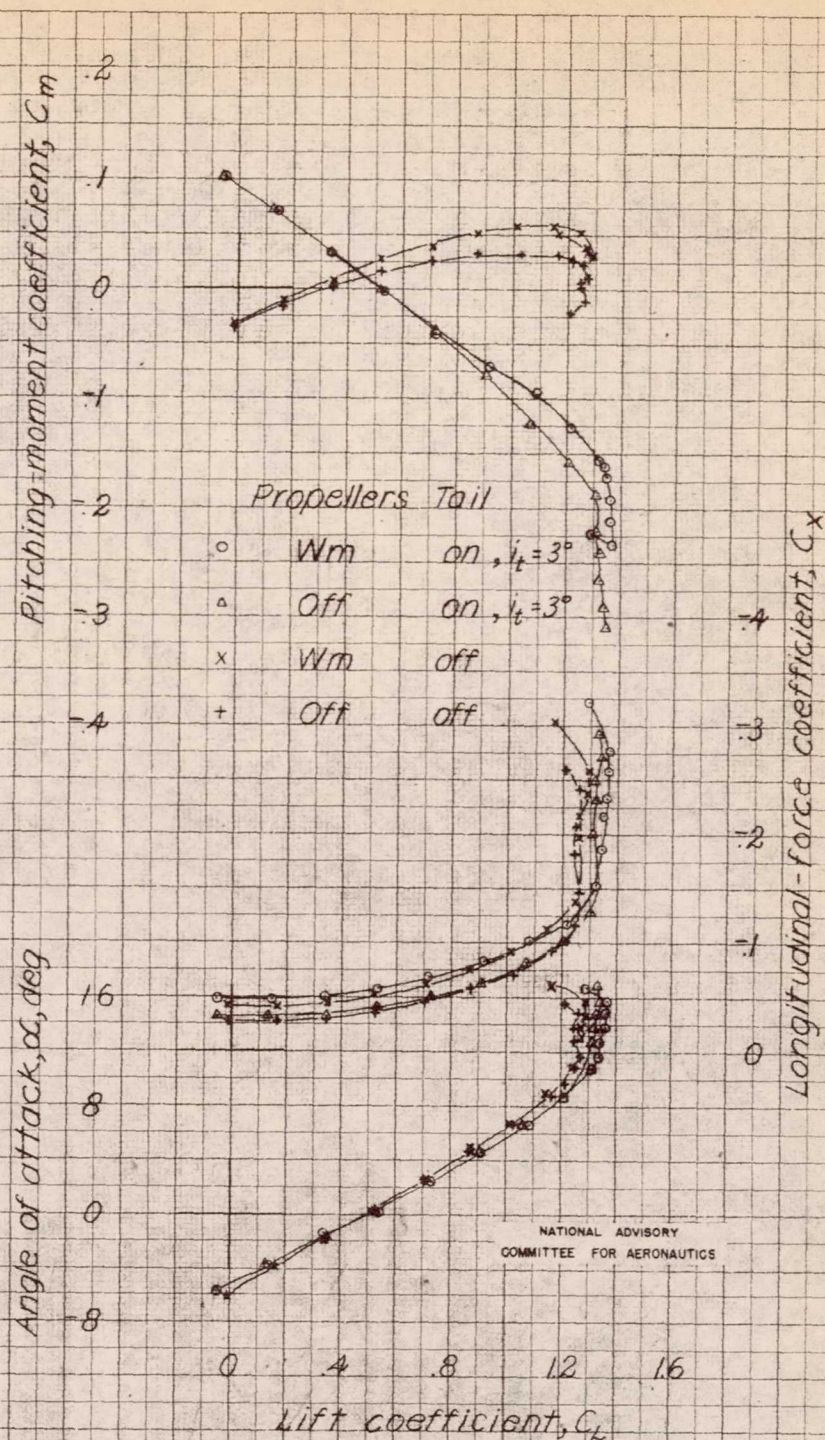 .2
.1
0
-.1
-.2
-.3
-.4
Pitching-moment coefficient, Cm
Propellers Tail
○ Wm on, it=3°
△ Off on, it=3°
x Wm off
+ Off off
-.4
-.3
-.2
-.1
0
Longitudinal-force coefficient, Cx
16
8
0
-8
Angle of attack, α, deg
NATIONAL ADVISORY
COMMITTEE FOR AERONAUTICS
0 .4 .8 1.2 1.6
Lift coefficient, CL